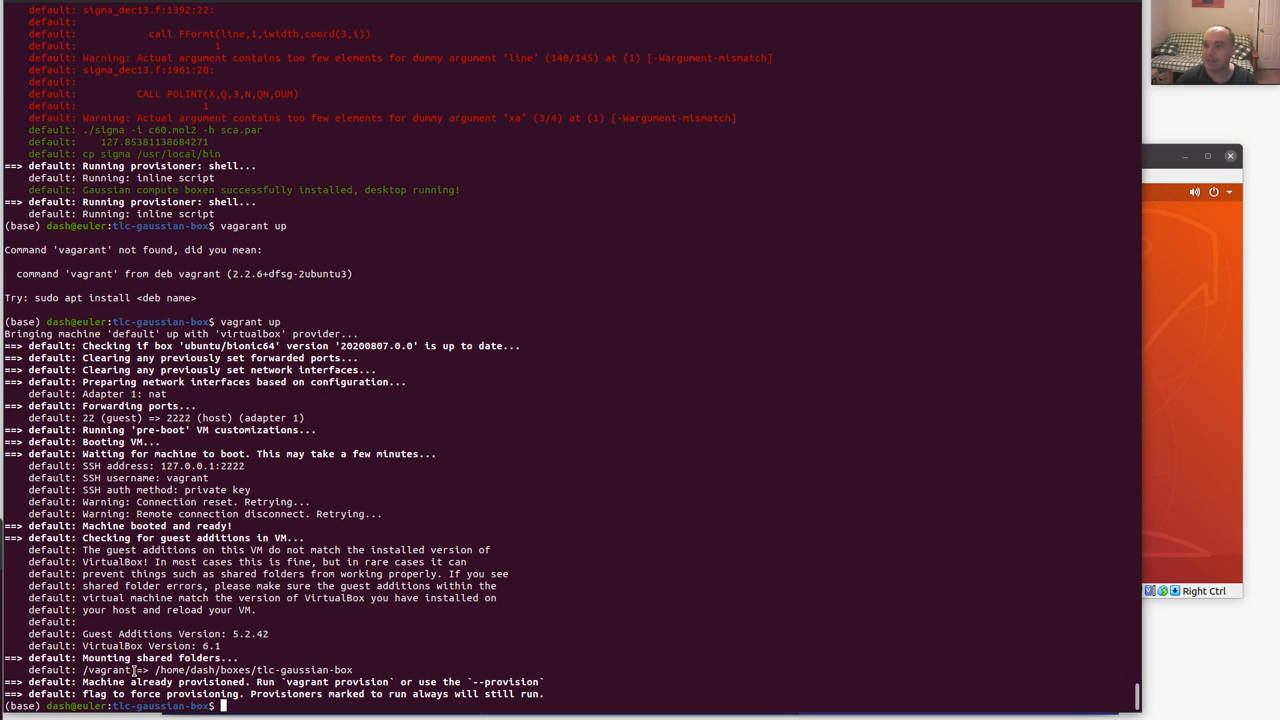 default: sigma_dec13.f:1392:22:
default:
default:            call FFormt(line,1,iwidth,coord(3,i))
default:                       1
default: Warning: Actual argument contains too few elements for dummy argument ‘line’ (140/145) at (1) [-Wargument-mismatch]
default: sigma_dec13.f:1961:20:
default:
default:          CALL POLINT(X,Q,3,N,QN,DUM)
default:                     1
default: Warning: Actual argument contains too few elements for dummy argument ‘xa’ (3/4) at (1) [-Wargument-mismatch]
default: ./sigma -i c60.mol2 -h sca.par
default:    127.85381138684271
default: cp sigma /usr/local/bin
==> default: Running provisioner: shell...
default: Running: inline script
default: Gaussian compute boxen successfully installed, desktop running!
==> default: Running provisioner: shell...
default: Running: inline script
(base) dash@euler:tlc-gaussian-box$ vagarant up
Command 'vagarant' not found, did you mean:
command 'vagrant' from deb vagrant (2.2.6+dfsg-2ubuntu3)
Try: sudo apt install <deb name>
(base) dash@euler:tlc-gaussian-box$ vagrant up
Bringing machine 'default' up with 'virtualbox' provider...
==> default: Checking if box 'ubuntu/bionic64' version '20200807.0.0' is up to date...
==> default: Clearing any previously set forwarded ports...
==> default: Clearing any previously set network interfaces...
==> default: Preparing network interfaces based on configuration...
default: Adapter 1: nat
==> default: Forwarding ports...
default: 22 (guest) => 2222 (host) (adapter 1)
==> default: Running 'pre-boot' VM customizations...
==> default: Booting VM...
==> default: Waiting for machine to boot. This may take a few minutes...
default: SSH address: 127.0.0.1:2222
default: SSH username: vagrant
default: SSH auth method: private key
default: Warning: Connection reset. Retrying...
default: Warning: Remote connection disconnect. Retrying...
==> default: Machine booted and ready!
==> default: Checking for guest additions in VM...
default: The guest additions on this VM do not match the installed version of
default: VirtualBox! In most cases this is fine, but in rare cases it can
default: prevent things such as shared folders from working properly. If you see
default: shared folder errors, please make sure the guest additions within the
default: virtual machine match the version of VirtualBox you have installed on
default: your host and reload your VM.
default:
default: Guest Additions Version: 5.2.42
default: VirtualBox Version: 6.1
==> default: Mounting shared folders...
default: /vagrant => /home/dash/boxes/tlc-gaussian-box
==> default: Machine already provisioned. Run `vagrant provision` or use the `--provision`
==> default: flag to force provisioning. Provisioners marked to run always will still run.
(base) dash@euler:tlc-gaussian-box$
Right Ctrl